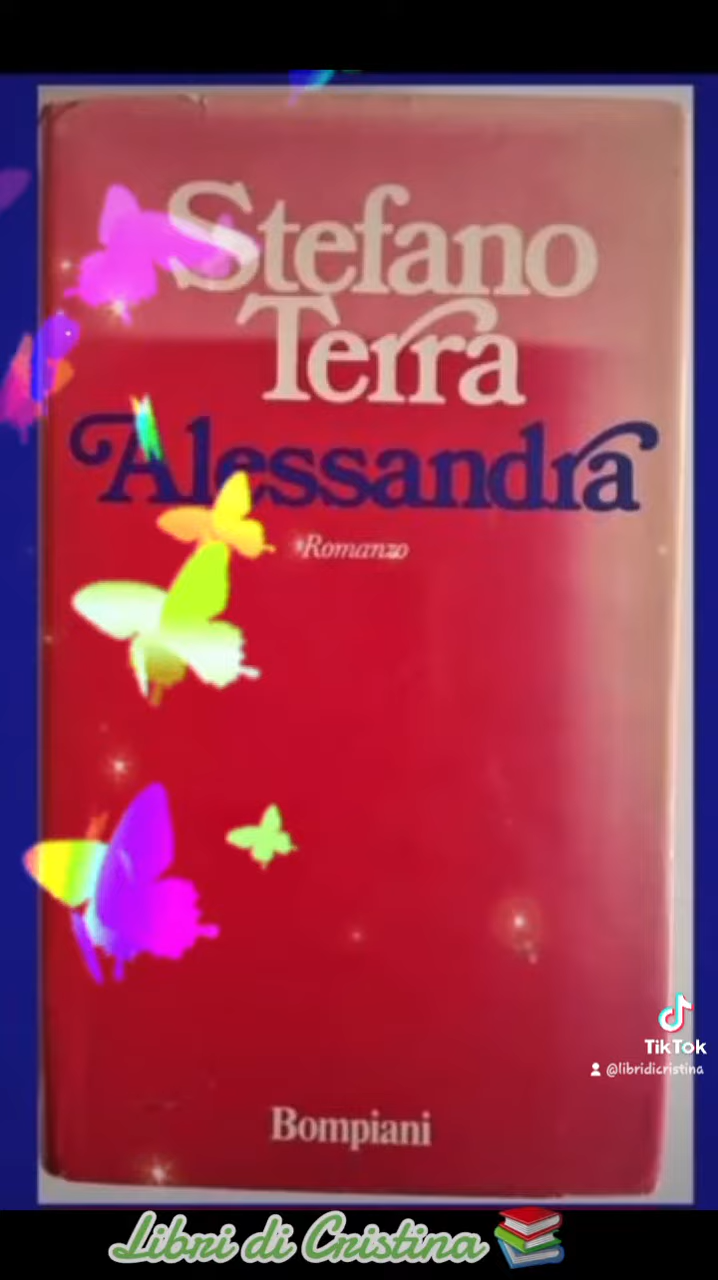 Stefano
Terra
Alessandra
Romanzo
Bompiani
TikTok
@libridicristina
Libri di Cristina